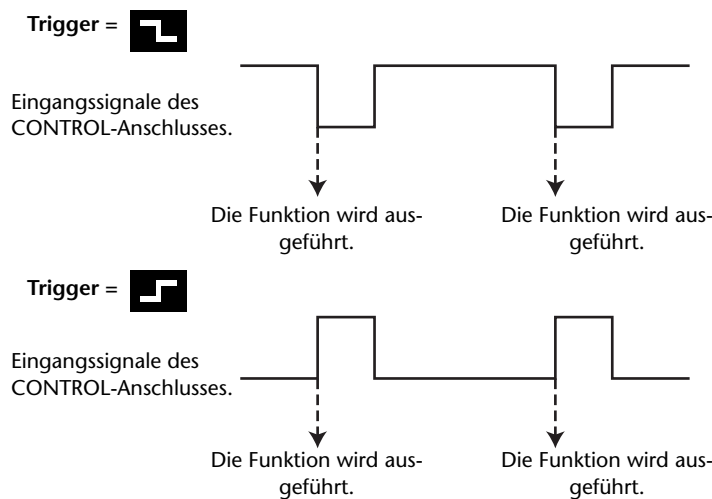 Trigger =
Eingangssignale des
CONTROL-Anschlusses.
Die Funktion wird aus-
geführt.
Die Funktion wird aus-
geführt.
Trigger =
Eingangssignale des
CONTROL-Anschlusses.
Die Funktion wird aus-
geführt.
Die Funktion wird aus-
geführt.